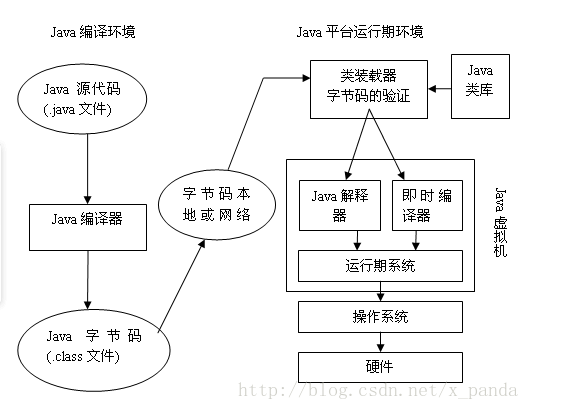 Java 编译环境
Java 源代码
(.java 文件)
Java 编译器
Java 字节码
(.class 文件)
字节码本
地或网络
Java 平台运行期环境
类装载器
字节码的验证
Java
类库
Java 解释
器
即时编
译器
运行期系统
Java 虚拟机
操作系统
硬件
http://blog.csdn.net/x_panda